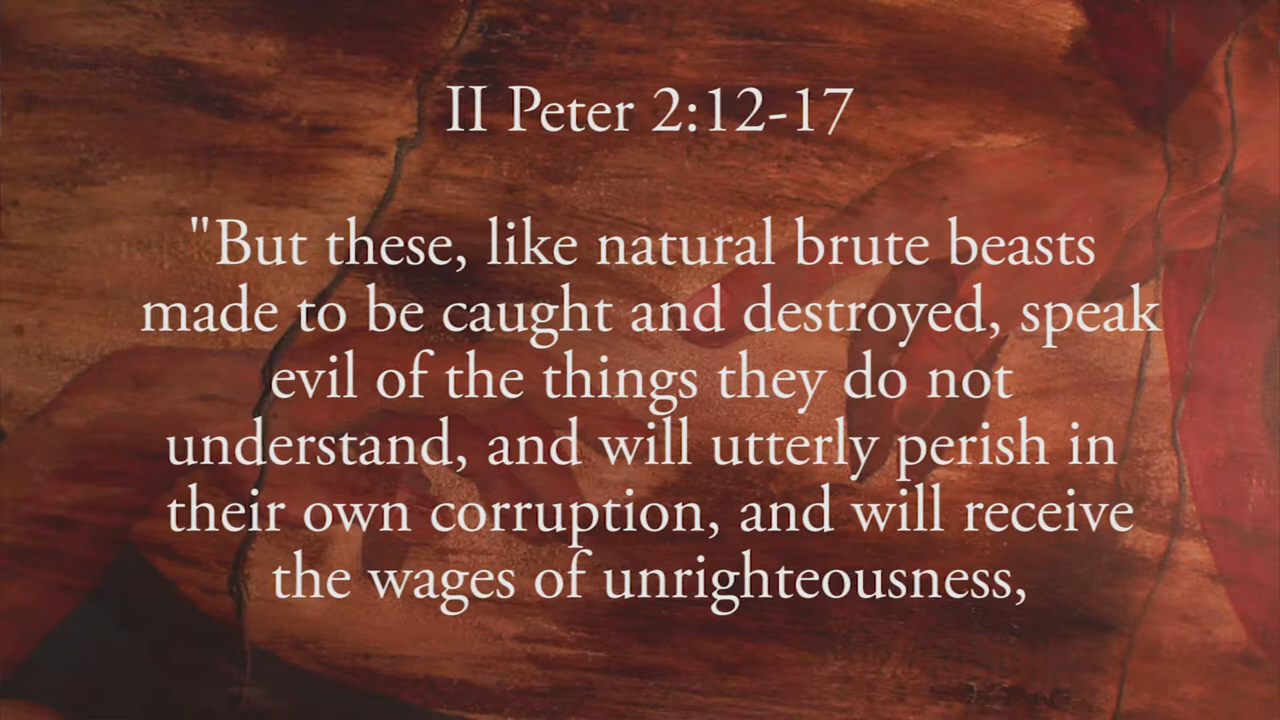 II Peter 2:12-17
"But these, like natural brute beasts
made to be caught and destroyed, speak
evil of the things they do not
understand, and will utterly perish in
their own corruption, and will receive
the wages of unrighteousness,